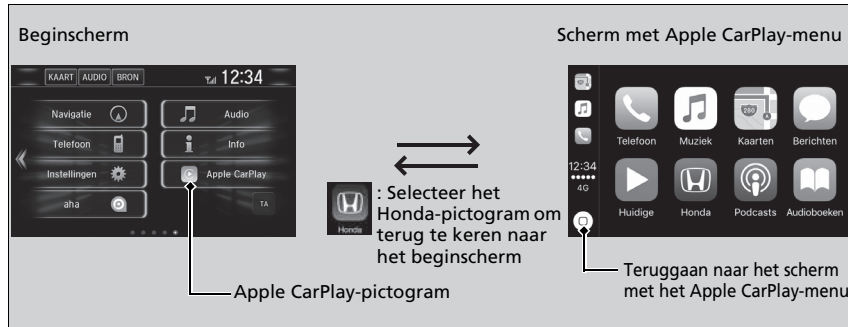 Beginscherm
Scherm met Apple CarPlay-menu
KAART AUDIO BRON 12:34
Navigatie Audio
Telefoon Info
Instellingen Apple CarPlay
aha TA
: Selecteer het
Honda-pictogram om
terug te keren naar
het beginscherm
Honda
Apple CarPlay-pictogram
280
Telefoon Muziek Kaarten Berichten
12:34
4G
Huidige Honda Podcasts Audioboeken
Teruggaan naar het scherm
met het Apple CarPlay-menu